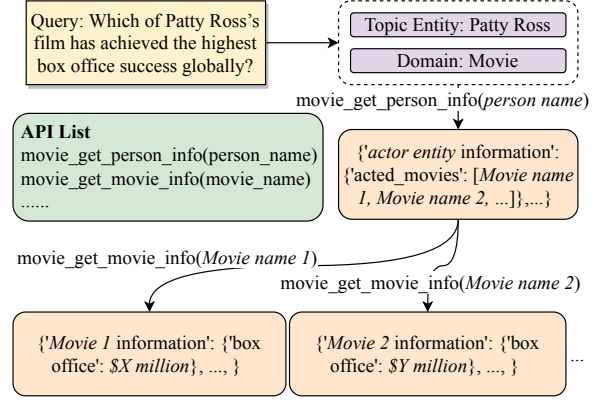 Query: Which of Patty Ross's
film has achieved the highest
box office success globally?
Topic Entity: Patty Ross
Domain: Movie
movie_get_person_info(person name)
API List
movie_get_person_info(person_name)
movie_get_movie_info(movie_name)
......
{'actor entity information':
{'acted_movies': [Movie name
1, Movie name 2, ...]},...}
movie_get_movie_info(Movie name 1)
movie_get_movie_info(Movie name 2)
{'Movie 1 information': {'box
office': $X million}, ..., }
{'Movie 2 information': {'box
office': $Y million}, ..., }
...